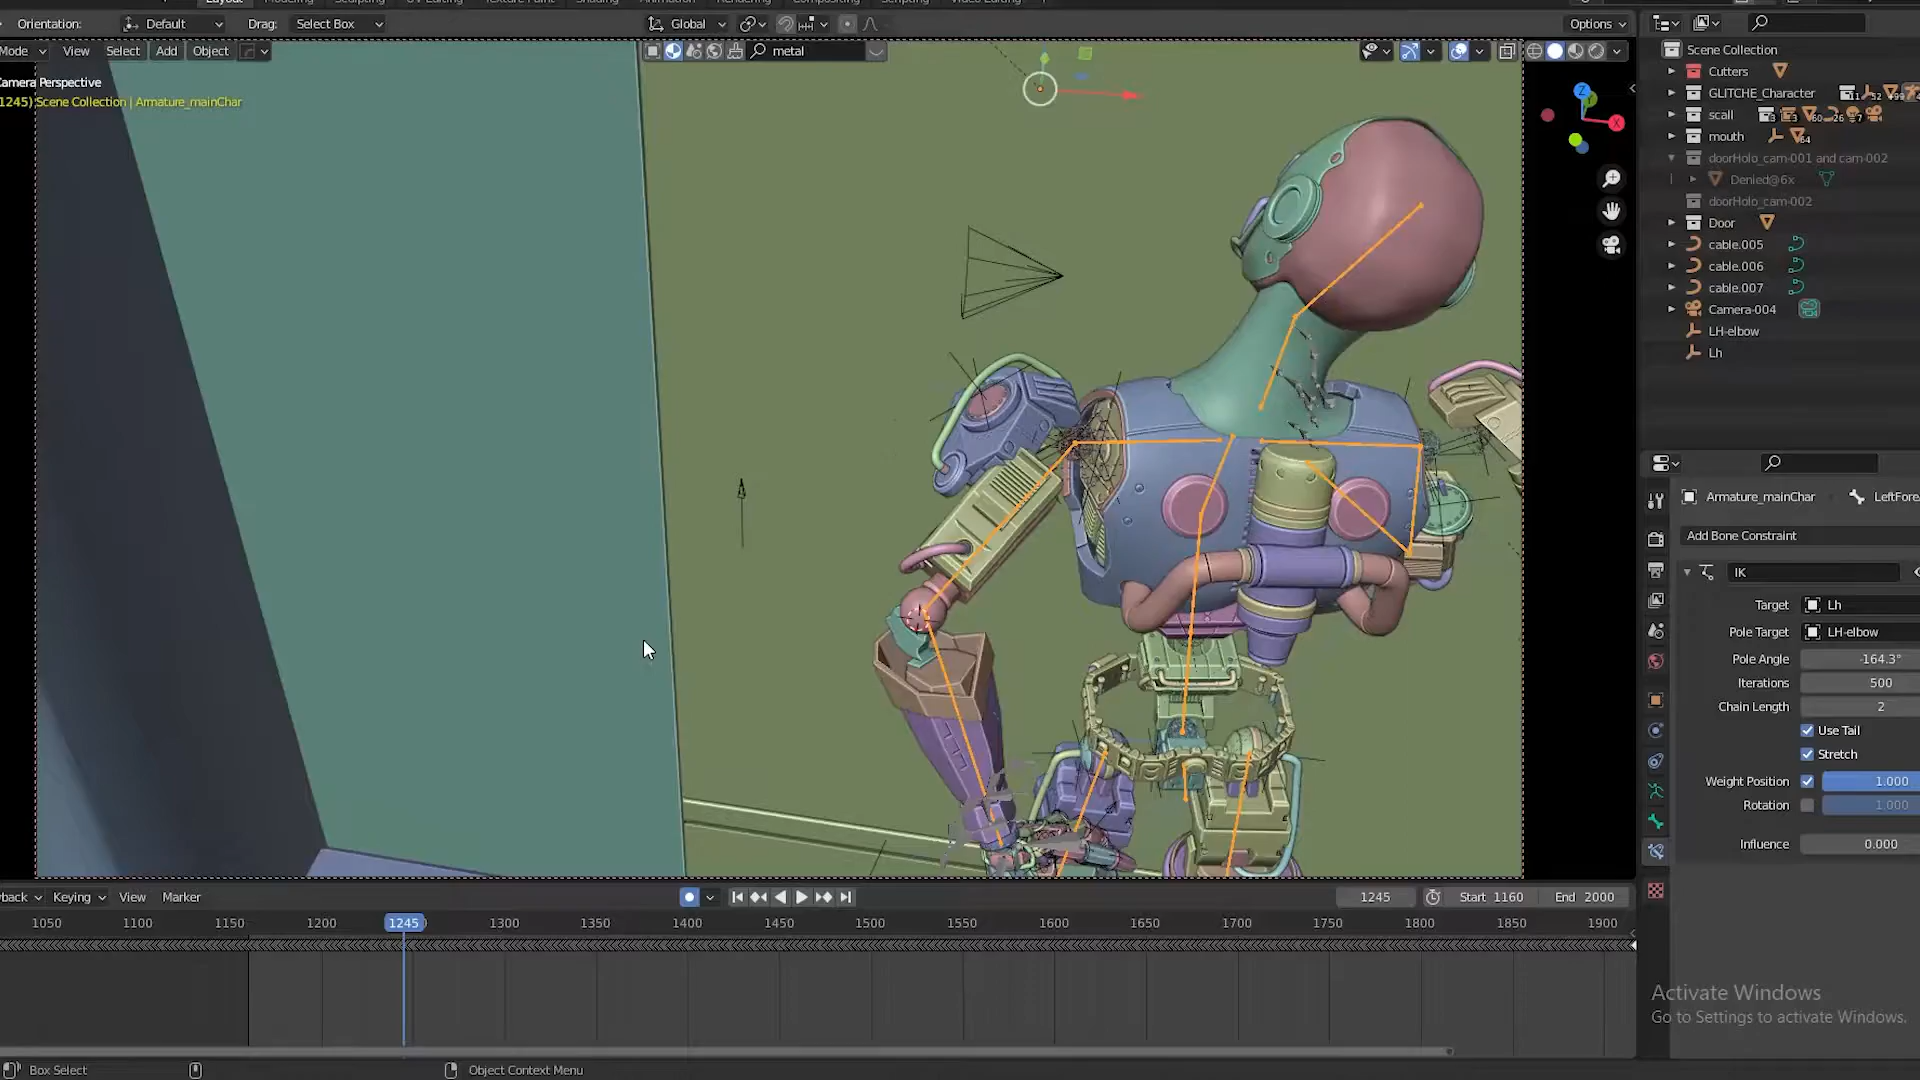 Orientation: Default Drag: Select Box Global Options
Mode View Select Add Object metal
Camera Perspective
1245) Scene Collection | Armature_mainChar
Scene Collection
Cutters
GLITCHE_Character
scall
mouth
doorHolo_cam-001 and cam-002
Denied@6x
doorHolo_cam-002
Door
cable.005
cable.006
cable.007
Camera-004
LH-elbow
Lh
Z
X
Armature_mainChar LeftFore
Add Bone Constraint
IK
Target Lh
Pole Target LH-elbow
Pole Angle -164.3°
Iterations 500
Chain Length 2
Use Tail
Stretch
Weight Position 1.000
Rotation 1.000
Influence 0.000
yback Keying View Marker 1245 Start 1160 End 2000
1050 1100 1150 1200 1245 1300 1350 1400 1450 1500 1550 1600 1650 1700 1750 1800 1850 1900
Activate Windows
Go to Settings to activate Windows.
Box Select Object Context Menu